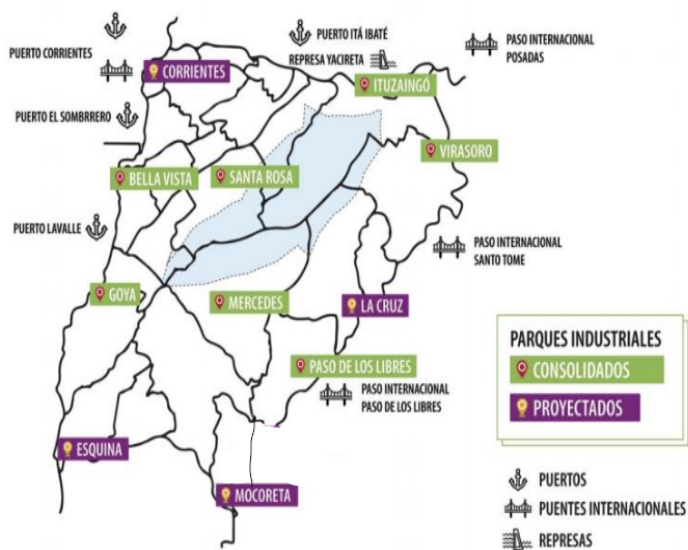 PUERTO CORRIENTES
CORRIENTES
PUERTO ITÁ IBATÉ
REPRESA YACIRETA
PASO INTERNACIONAL
POSADAS
ITUZAINGÓ
PUERTO EL SOMBRRERO
VIRASORO
BELLA VISTA
SANTA ROSA
PUERTO LAVALLE
PASO INTERNACIONAL
SANTO TOME
GOYA
MERCEDES
LA CRUZ
PASO DE LOS LIBRES
PASO INTERNACIONAL
PASO DE LOS LIBRES
ESQUINA
MOCORETA
PARQUES INDUSTRIALES
CONSOLIDADOS
PROYECTADOS
PUERTOS
PUENTES INTERNACIONALES
REPRESAS